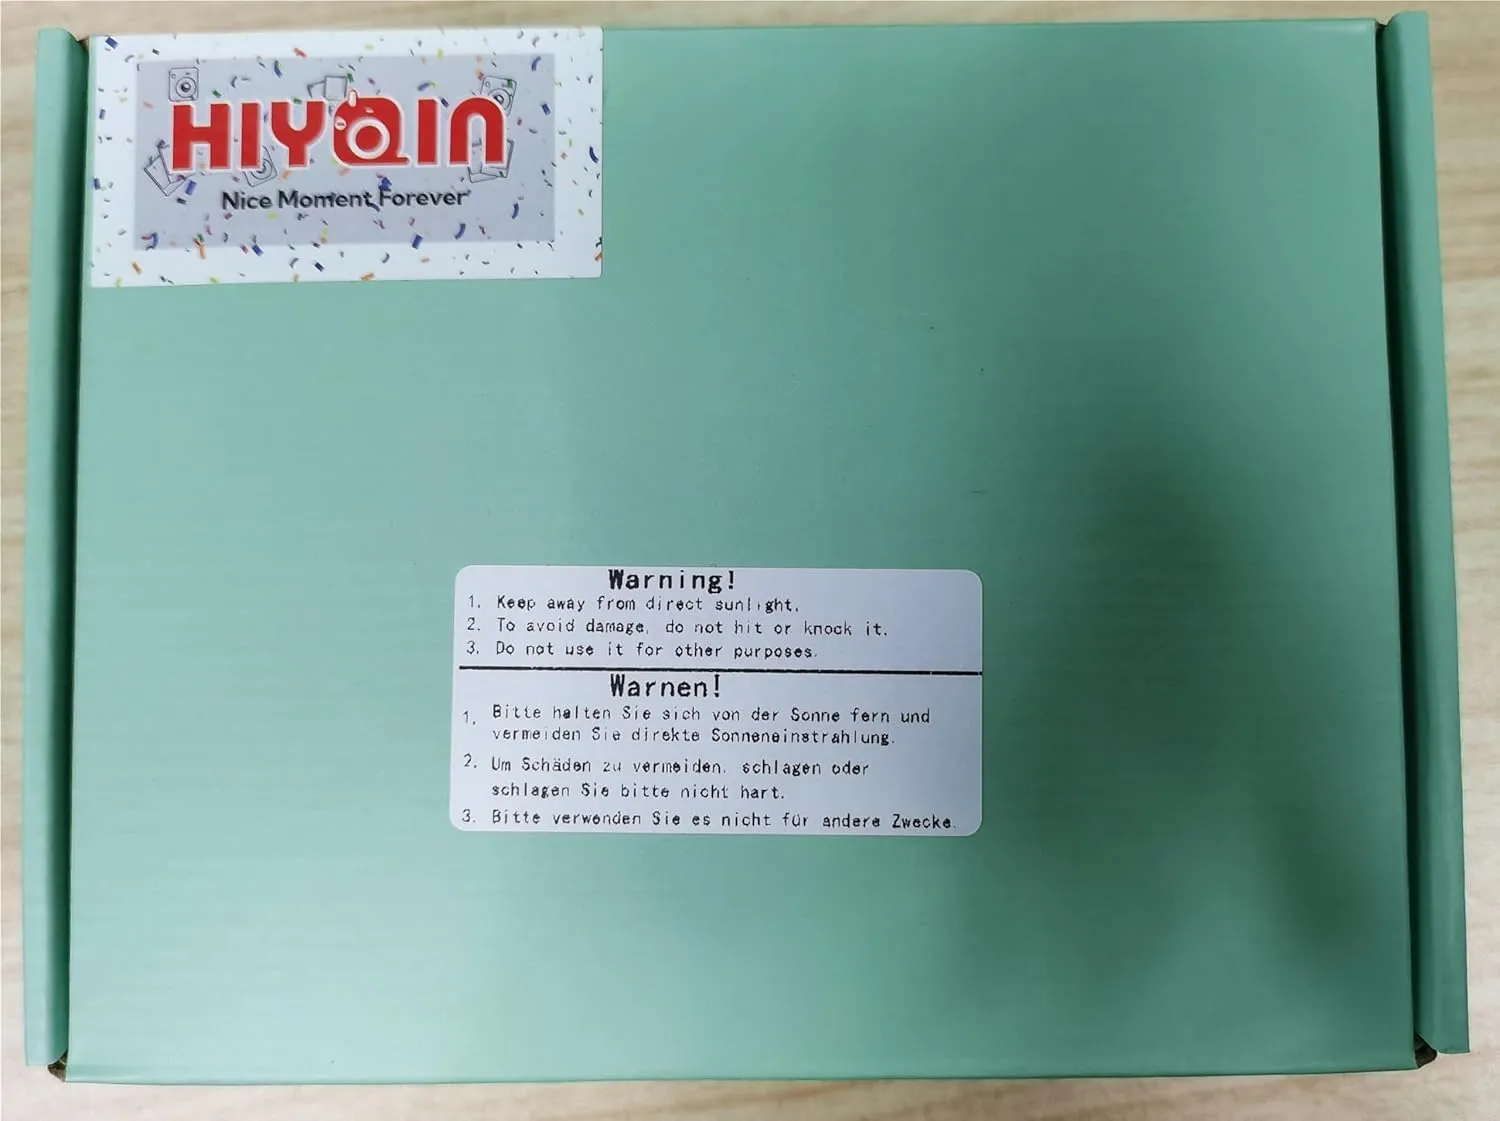 HIYQIN
Nice Moment Forever
Warning!
1. Keep away from direct sunlight.
2. To avoid damage, do not hit or knock it.
3. Do not use it for other purposes.
Warnen!
1. Bitte halten Sie sich von der Sonne fern und
vermeiden Sie direkte Sonneneinstrahlung.
2. Um Schäden zu vermeiden, schlagen oder
schlagen Sie bitte nicht hart.
3. Bitte verwenden Sie es nicht für andere Zwecke.